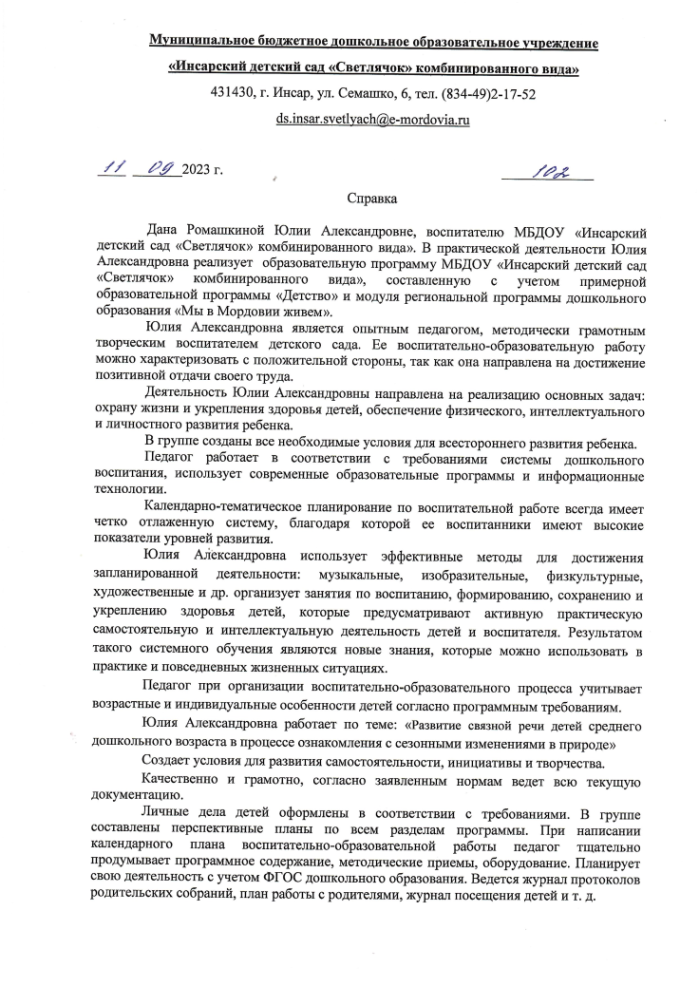 Муниципальное бюджетное дошкольное образовательное учреждение
«Инсарский детский сад «Светлячок» комбинированного вида»
431430, г. Инсар, ул. Семашко, 6, тел. (834-49)2-17-52
ds.insar.svetlyach@e-mordovia.ru
11 09 2023 г. 102
Справка
Дана Ромашкиной Юлии Александровне, воспитателю МБДОУ «Инсарский
детский сад «Светлячок» комбинированного вида». В практической деятельности Юлия
Александровна реализует образовательную программу МБДОУ «Инсарский детский сад
«Светлячок» комбинированного вида», составленную с учетом примерной
образовательной программы «Детство» и модуля региональной программы дошкольного
образования «Мы в Мордовии живем».
Юлия Александровна является опытным педагогом, методически грамотным
творческим воспитателем детского сада. Ее воспитательно-образовательную работу
можно характеризовать с положительной стороны, так как она направлена на достижение
позитивной отдачи своего труда.
Деятельность Юлии Александровны направлена на реализацию основных задач:
охрану жизни и укрепления здоровья детей, обеспечение физического, интеллектуального
и личностного развития ребенка.
В группе созданы все необходимые условия для всестороннего развития ребенка.
Педагог работает в соответствии с требованиями системы дошкольного
воспитания, использует современные образовательные программы и информационные
технологии.
Календарно-тематическое планирование по воспитательной работе всегда имеет
четко отлаженную систему, благодаря которой ее воспитанники имеют высокие
показатели уровней развития.
Юлия Александровна использует эффективные методы для достижения
запланированной деятельности: музыкальные, изобразительные, физкультурные,
художественные и др. организует занятия по воспитанию, формированию, сохранению и
укреплению здоровья детей, которые предусматривают активную практическую
самостоятельную и интеллектуальную деятельность детей и воспитателя. Результатом
такого системного обучения являются новые знания, которые можно использовать в
практике и повседневных жизненных ситуациях.
Педагог при организации воспитательно-образовательного процесса учитывает
возрастные и индивидуальные особенности детей согласно программным требованиям.
Юлия Александровна работает по теме: «Развитие связной речи детей среднего
дошкольного возраста в процессе ознакомления с сезонными изменениями в природе»
Создает условия для развития самостоятельности, инициативы и творчества.
Качественно и грамотно, согласно заявленным нормам ведет всю текущую
документацию.
Личные дела детей оформлены в соответствии с требованиями. В группе
составлены перспективные планы по всем разделам программы. При написании
календарного плана воспитательно-образовательной работы педагог тщательно
продумывает программное содержание, методические приемы, оборудование. Планирует
свою деятельность с учетом ФГОС дошкольного образования. Ведется журнал протоколов
родительских собраний, план работы с родителями, журнал посещения детей и т. д.